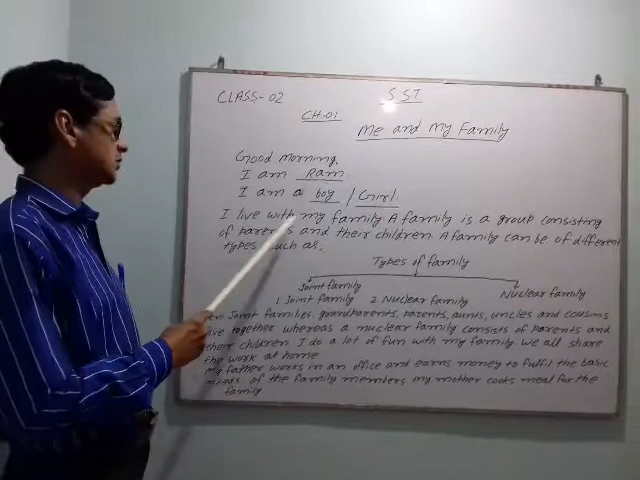 CLASS-02
SST
CH-01
Me and My Family
Good morning,
I am Ram.
I am a boy / Girl.
I live with my family A family is a group consisting
of parents and their children A family can be of different
types such as.
Types of family
Joint family
Nuclear family
1 Joint Family 2 Nuclear Family
In Joint families, grandparents, parents, aunts, uncles and cousins
live together whereas a nuclear family consists of parents and
their children I do a lot of fun with my family we all share
the work at home
my father works in an office and earns money to fulfil the basic
needs of the family members my mother cooks meal for the
family